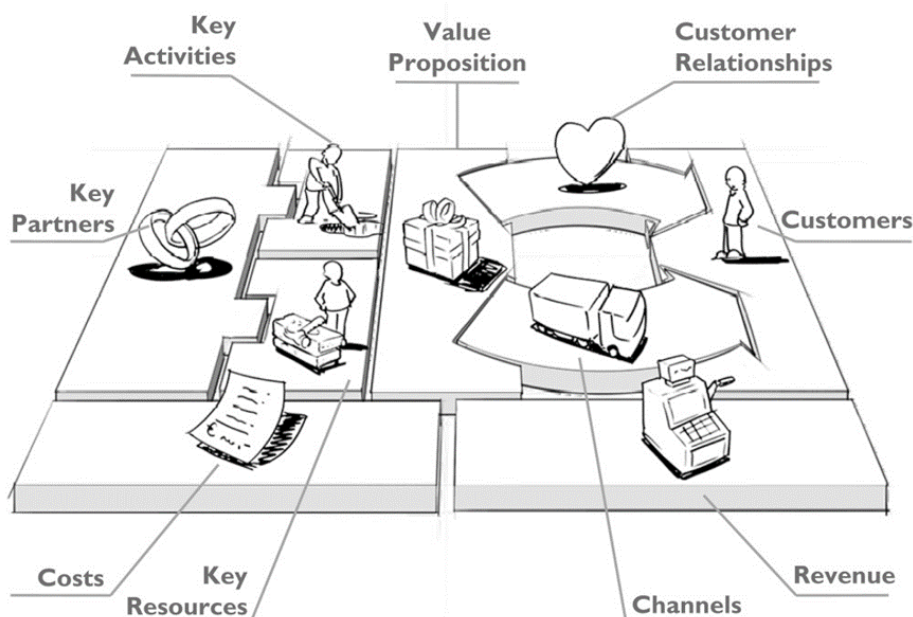 Key
Activities
Value
Proposition
Customer
Relationships
Key
Partners
Customers
Costs
Key
Resources
Channels
Revenue